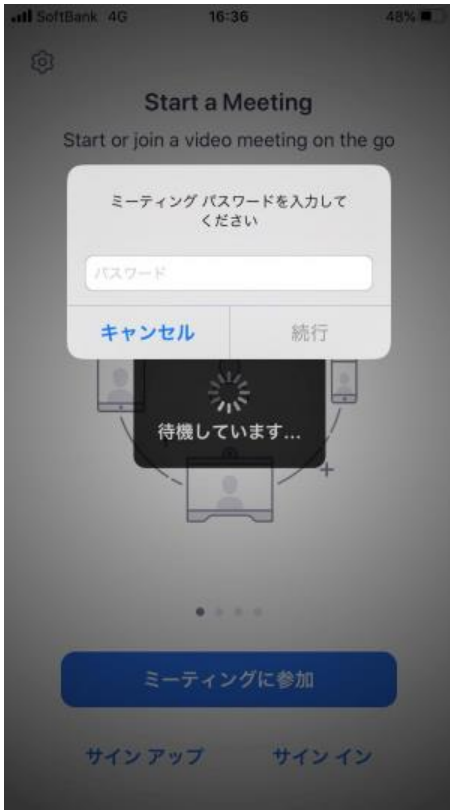 SoftBank 4G 16:36 48%
Start a Meeting
Start or join a video meeting on the go
ミーティング パスワードを入力して
ください
パスワード
キャンセル 続行
待機しています...
ミーティングに参加
サイン アップ サイン イン